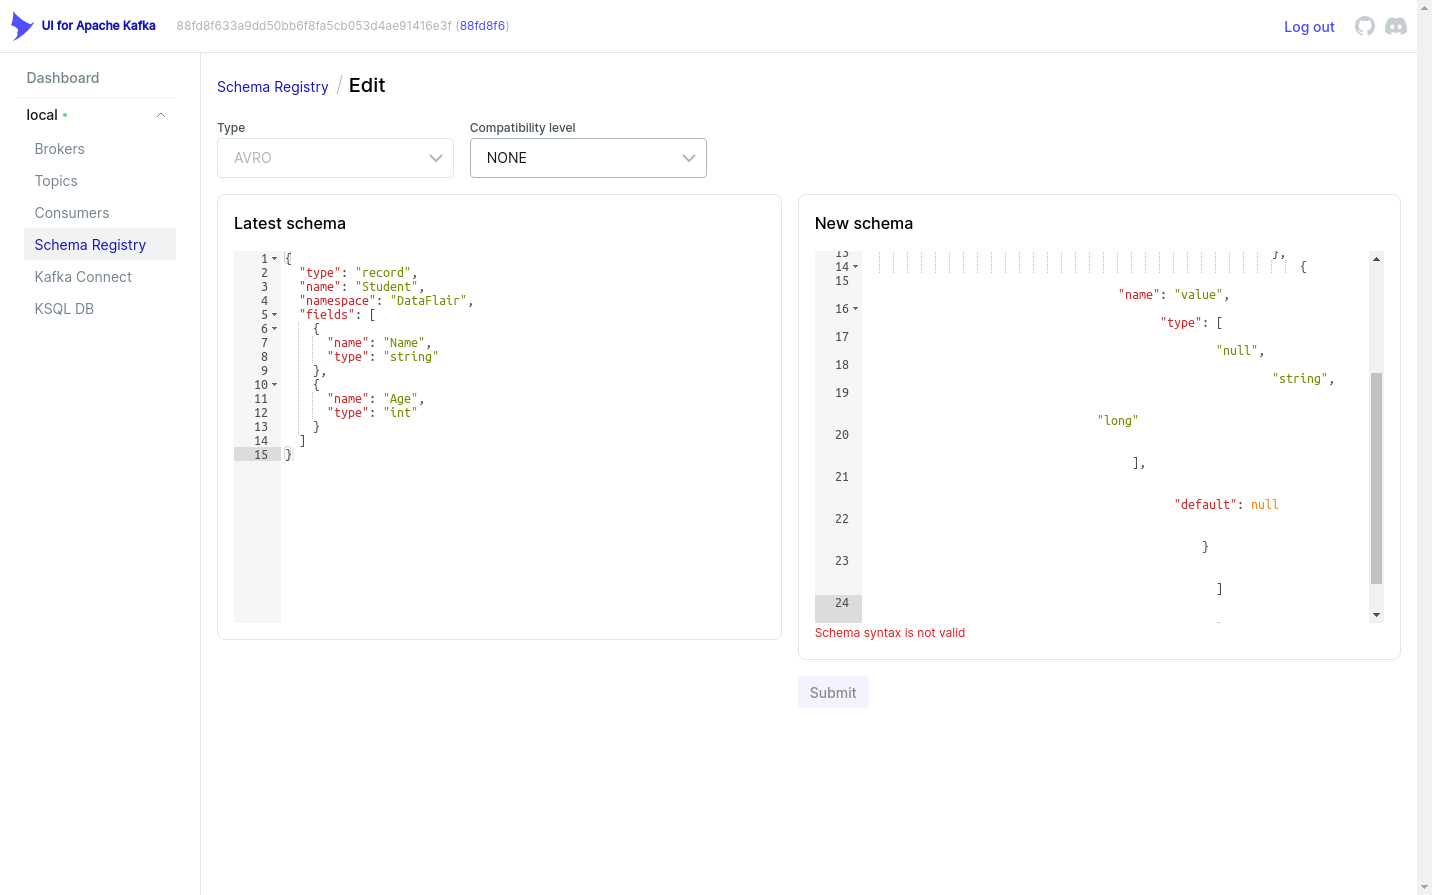 UI for Apache Kafka
88fd8f633a9dd50bb6f8fa5cb053d4ae91416e3f (88fd8f6)
Log out
Dashboard
local
Brokers
Topics
Consumers
Schema Registry
Kafka Connect
KSQL DB
Schema Registry / Edit
Type
AVRO
Compatibility level
NONE
Latest schema
1 {
2 "type": "record",
3 "name": "Student",
4 "namespace": "DataFlair",
5 "fields": [
6 {
7 "name": "Name",
8 "type": "string"
9 },
10 {
11 "name": "Age",
12 "type": "int"
13 }
14 ]
15 }
New schema
13 },
14 {
15
"name": "value",
16
"type": [
17
"null",
18
"string",
19
"long"
20
],
21
"default": null
22
}
23
]
24
Schema syntax is not valid
Submit